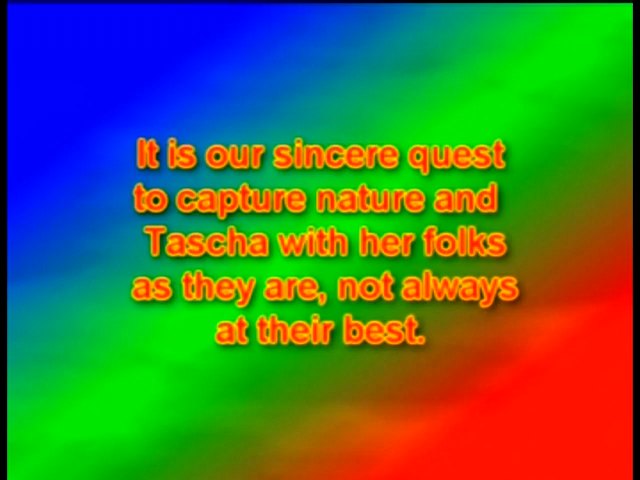 It is our sincere quest
to capture nature and
Tascha with her folks
as they are, not always
at their best.